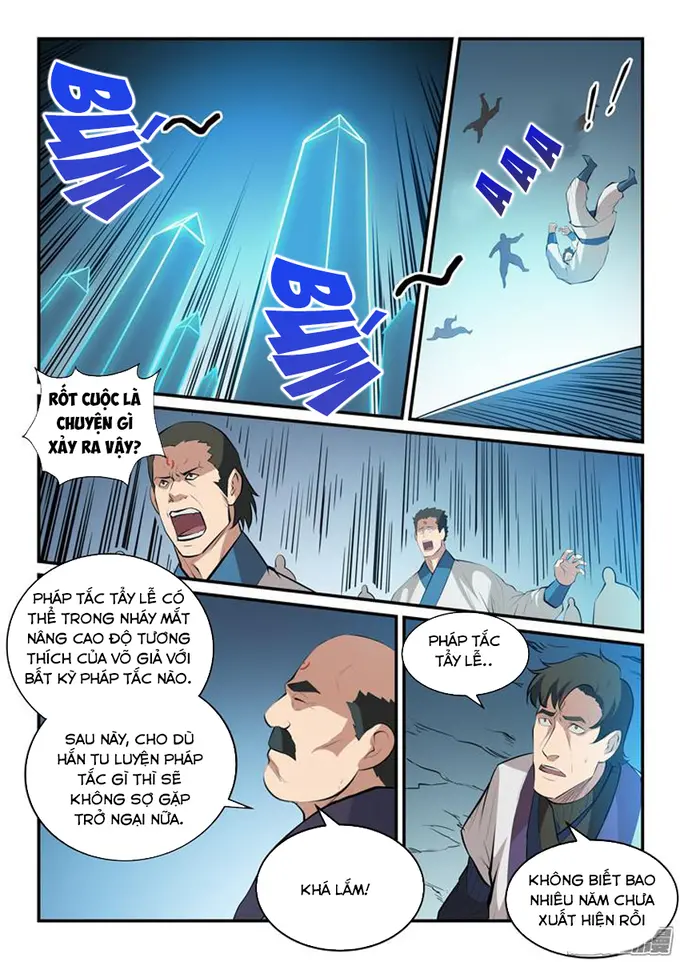 BÙM
BÙM
AAA
RỐT CUỘC LÀ
CHUYỆN GÌ
XẢY RA VẬY?
PHÁP TẮC TẨY LỄ CÓ
THỂ TRONG NHÁY MẮT
NÂNG CAO ĐỘ TƯƠNG
THÍCH CỦA VÕ GIẢ VỚI
BẤT KỲ PHÁP TẮC NÀO.
SAU NÀY, CHO DÙ
HẮN TU LUYỆN PHÁP
TẮC GÌ THÌ SẼ
KHÔNG SỢ GẶP
TRỞ NGẠI NỮA.
PHÁP TẮC
TẨY LỄ..
KHÁ LẮM!
KHÔNG BIẾT BAO
NHIÊU NĂM CHƯA
XUẤT HIỆN RỒI